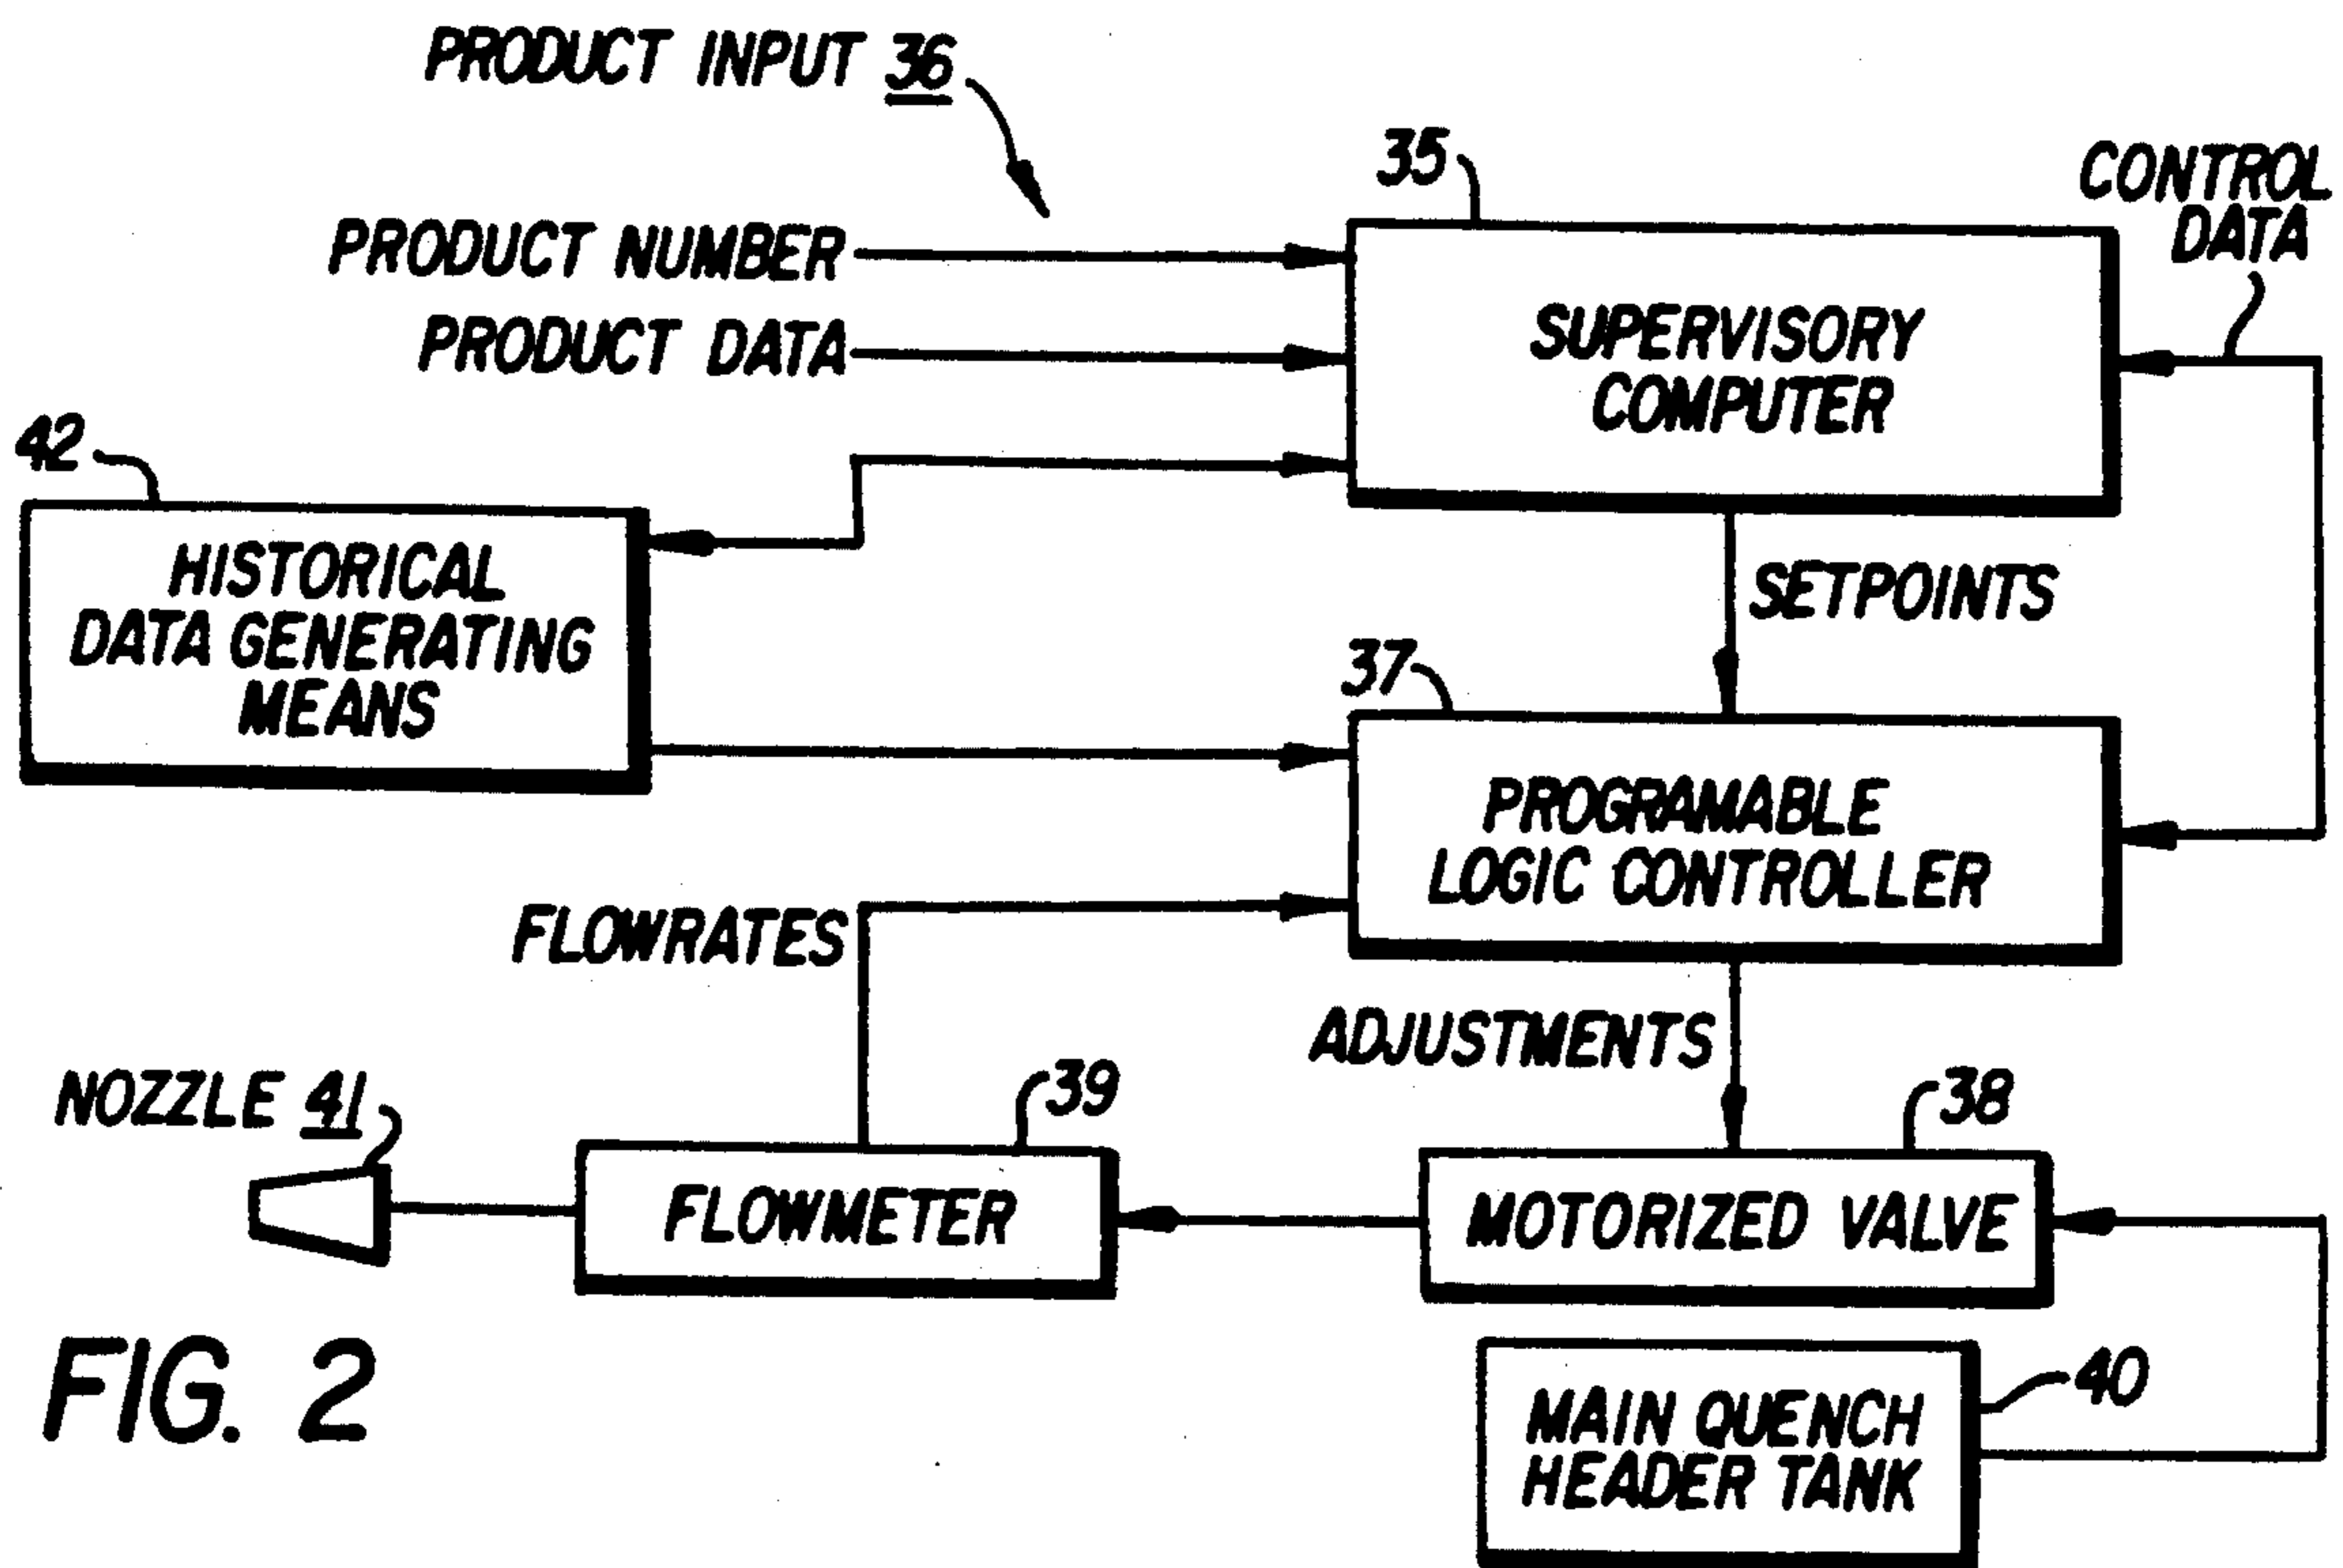 PRODUCT INPUT 36
35
CONTROL
DATA
PRODUCT NUMBER
PRODUCT DATA
SUPERVISORY
COMPUTER
42
HISTORICAL
DATA GENERATING
MEANS
SETPOINTS
37
PROGRAMABLE
LOGIC CONTROLLER
FLOWRATES
ADJUSTMENTS
NOZZLE 41
39
38
FLOWMETER
MOTORIZED VALVE
FIG. 2
40
MAIN QUENCH
HEADER TANK